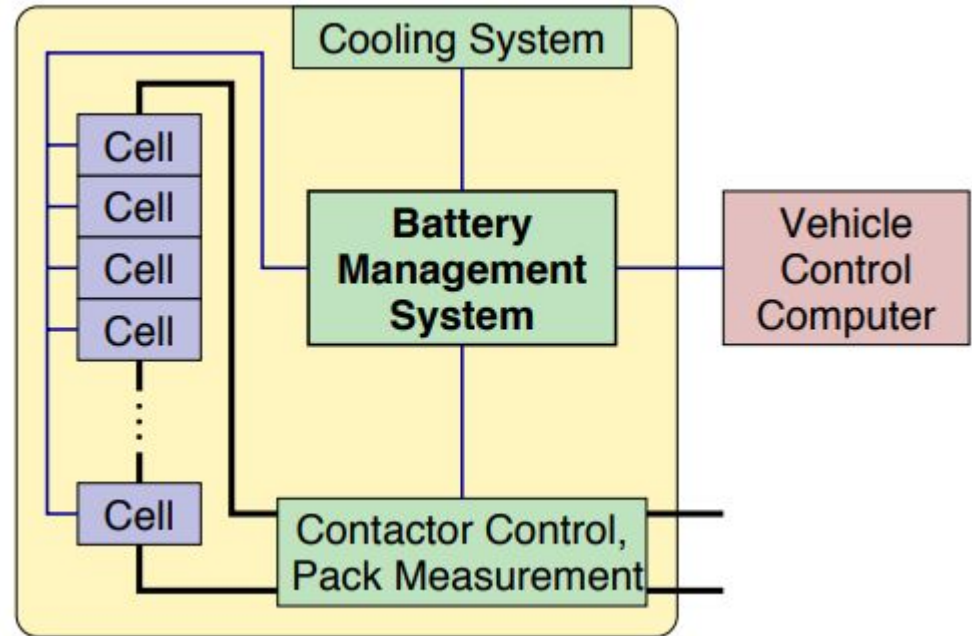 Cooling System
Cell
Cell
Cell
Cell
Cell
Battery
Management
System
Vehicle
Control
Computer
Contactor Control,
Pack Measurement